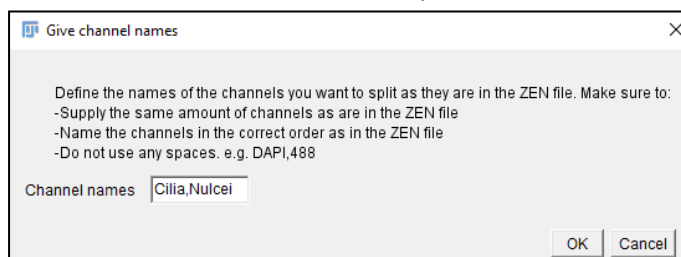 Give channel names
Define the names of the channels you want to split as they are in the ZEN file. Make sure to:
-Supply the same amount of channels as are in the ZEN file
-Name the channels in the correct order as in the ZEN file
-Do not use any spaces. e.g. DAPI,488
Channel names Cilia,Nulcei
OK Cancel